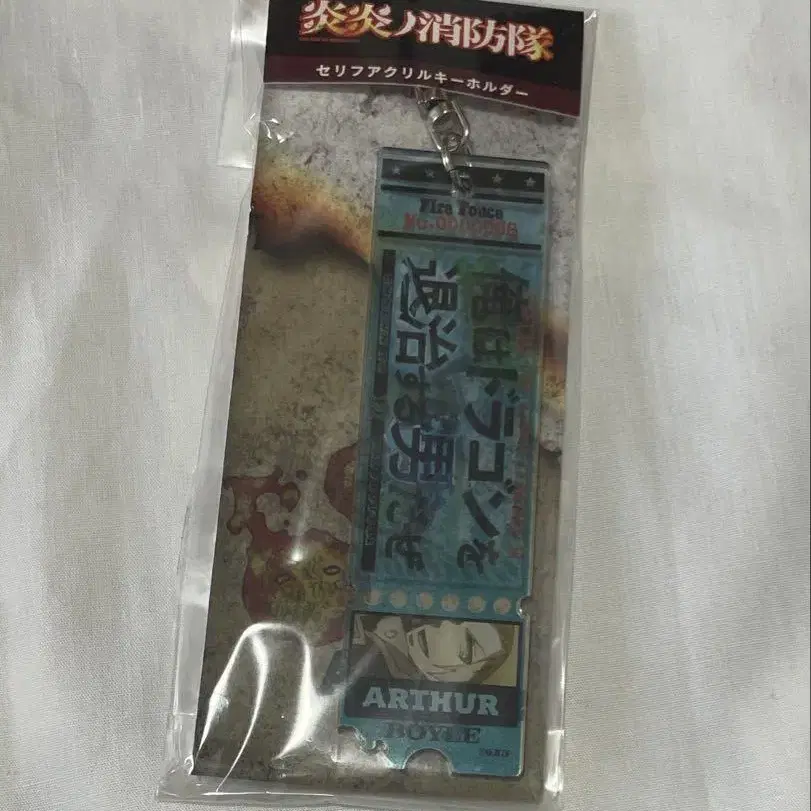 炎炎ノ消防隊
セリフアクリルキーホルダー
Fire Force
俺はドラゴンを
退治する男だぜ
ARTHUR
BOYLE